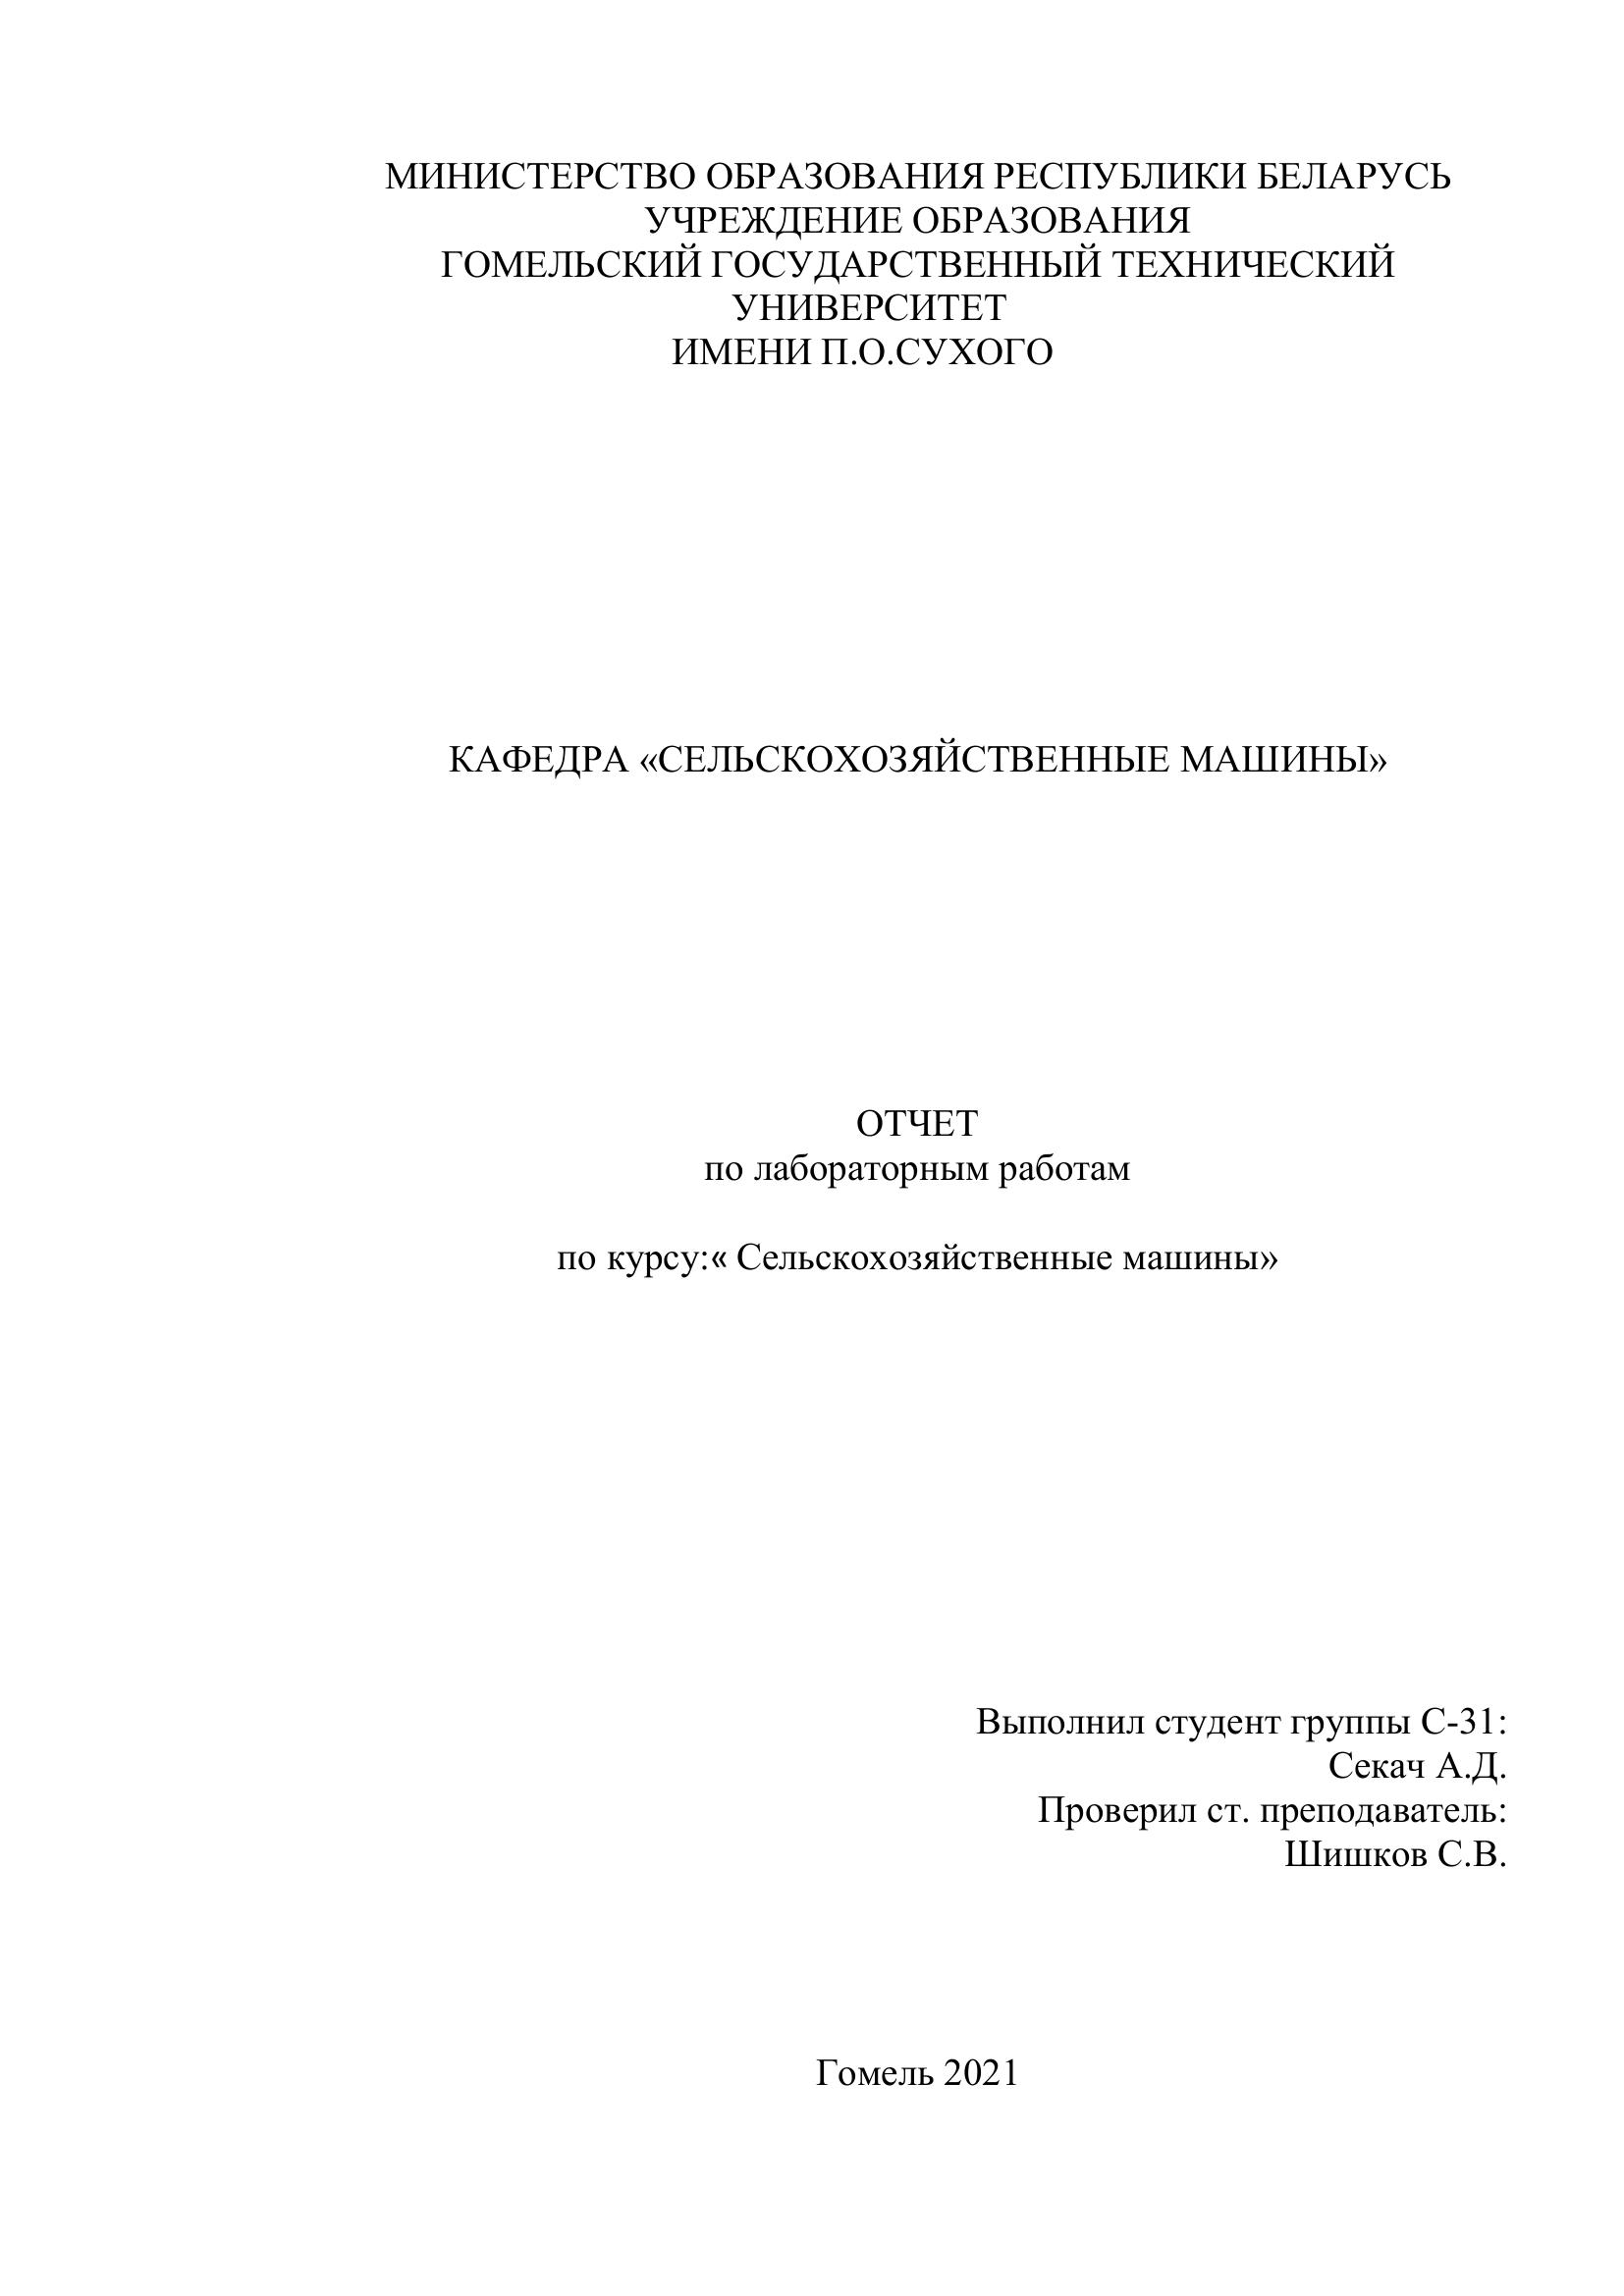 МИНИСТЕРСТВО ОБРАЗОВАНИЯ РЕСПУБЛИКИ БЕЛАРУСЬ
УЧРЕЖДЕНИЕ ОБРАЗОВАНИЯ
ГОМЕЛЬСКИЙ ГОСУДАРСТВЕННЫЙ ТЕХНИЧЕСКИЙ
УНИВЕРСИТЕТ
ИМЕНИ П.О.СУХОГО
КАФЕДРА «СЕЛЬСКОХОЗЯЙСТВЕННЫЕ МАШИНЫ»
ОТЧЕТ
по лабораторным работам
по курсу:« Сельскохозяйственные машины»
Выполнил студент группы С-31:
Секач А.Д.
Проверил ст. преподаватель:
Шишков С.В.
Гомель 2021